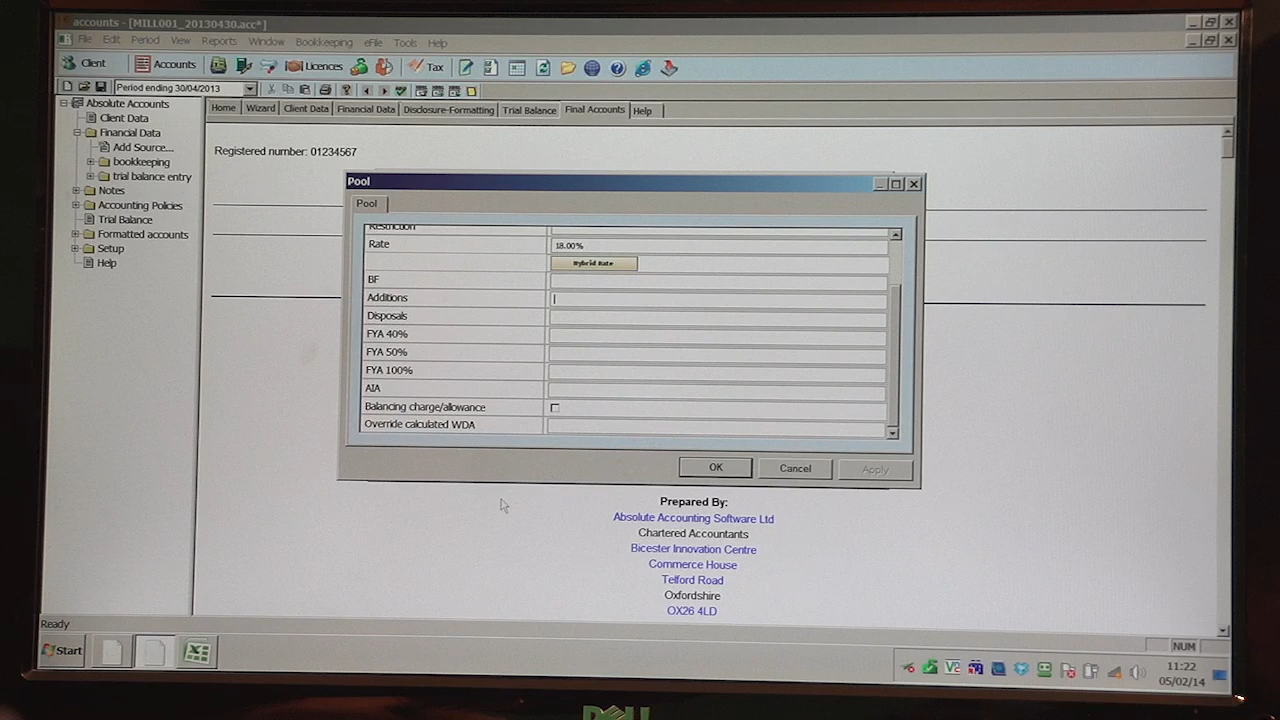 accounts - [MILL001_20130430.acc*]
File Edit Period View Reports Window Bookkeeping eFile Tools Help
Client Accounts Licences Tax
Period ending 30/04/2013
Absolute Accounts
Client Data
Financial Data
Add Source...
bookkeeping
trial balance entry
Notes
Accounting Policies
Trial Balance
Formatted accounts
Setup
Help
Home Wizard Client Data Financial Data Disclosure-Formatting Trial Balance Final Accounts Help
Registered number: 01234567
Pool
Pool
Restriction
Rate 18.00%
Hybrid Rate
BF
Additions
Disposals
FYA 40%
FYA 50%
FYA 100%
AIA
Balancing charge/allowance
Override calculated WDA
OK Cancel Apply
Prepared By:
Absolute Accounting Software Ltd
Chartered Accountants
Bicester Innovation Centre
Commerce House
Telford Road
Oxfordshire
OX26 4LD
Ready
NUM
Start
11:22
05/02/14
DELL